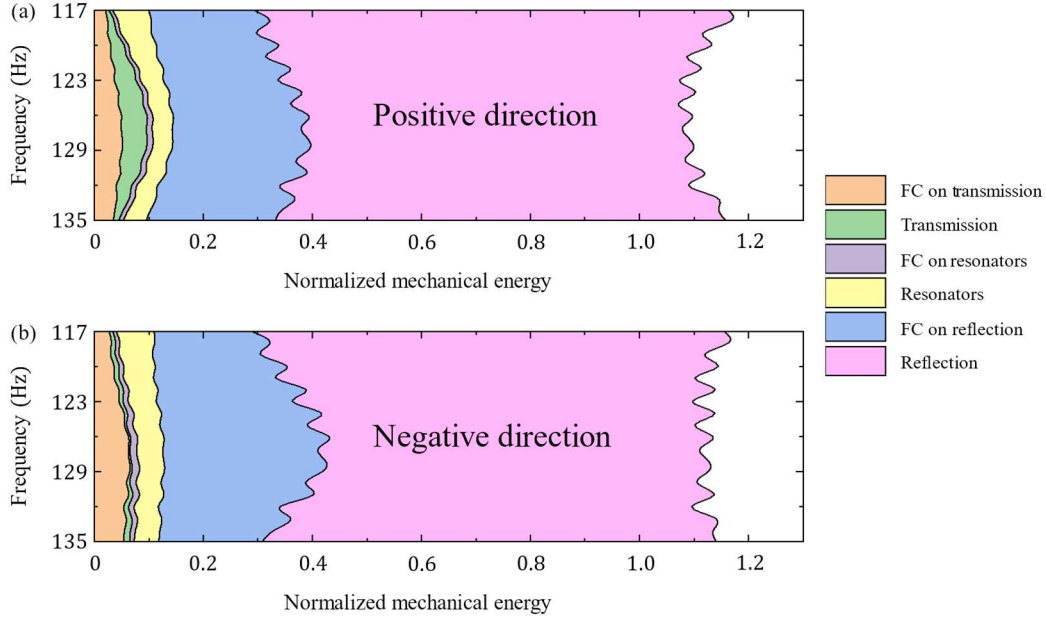 (a)
117
123
129
135
Frequency (Hz)
Positive direction
0 0.2 0.4 0.6 0.8 1.0 1.2
Normalized mechanical energy
FC on transmission
Transmission
FC on resonators
Resonators
FC on reflection
Reflection
(b)
117
123
129
135
Frequency (Hz)
Negative direction
0 0.2 0.4 0.6 0.8 1.0 1.2
Normalized mechanical energy